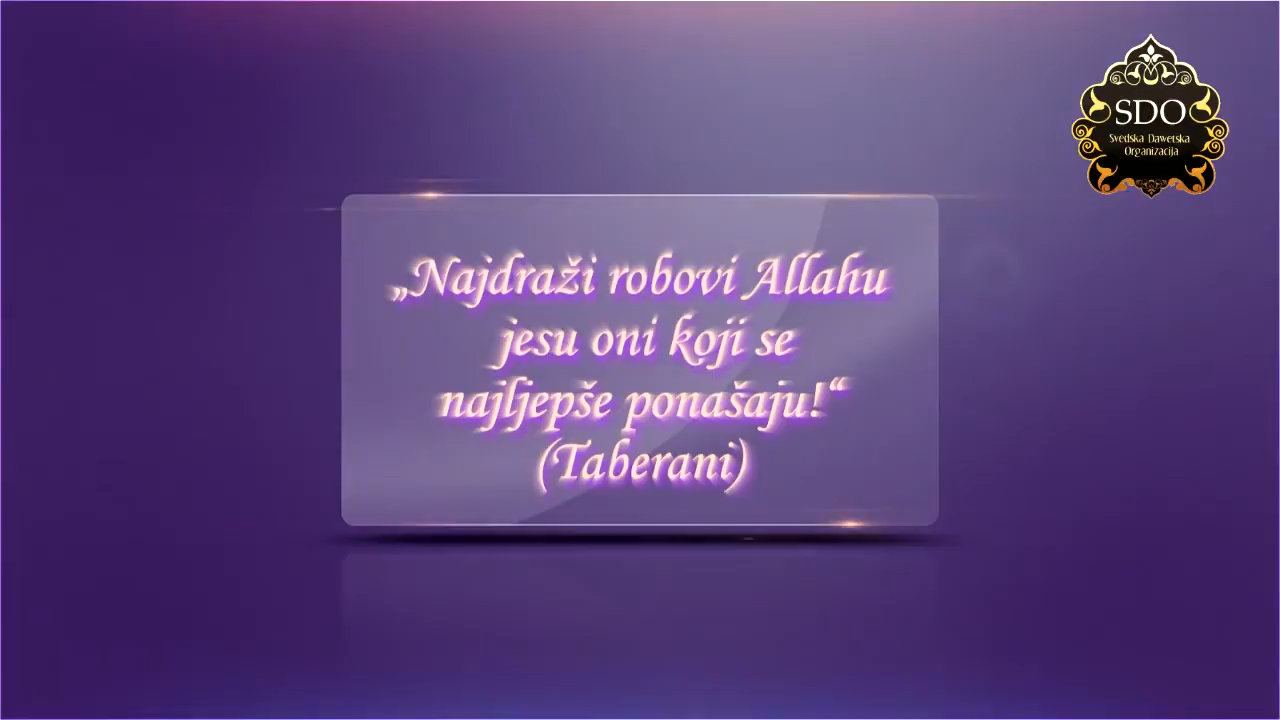 „Najdraži robovi Allahu
jesu oni koji se
najljepše ponašaju!“
(Taberani)
SDO
Svedska Dawetska
Organizacija